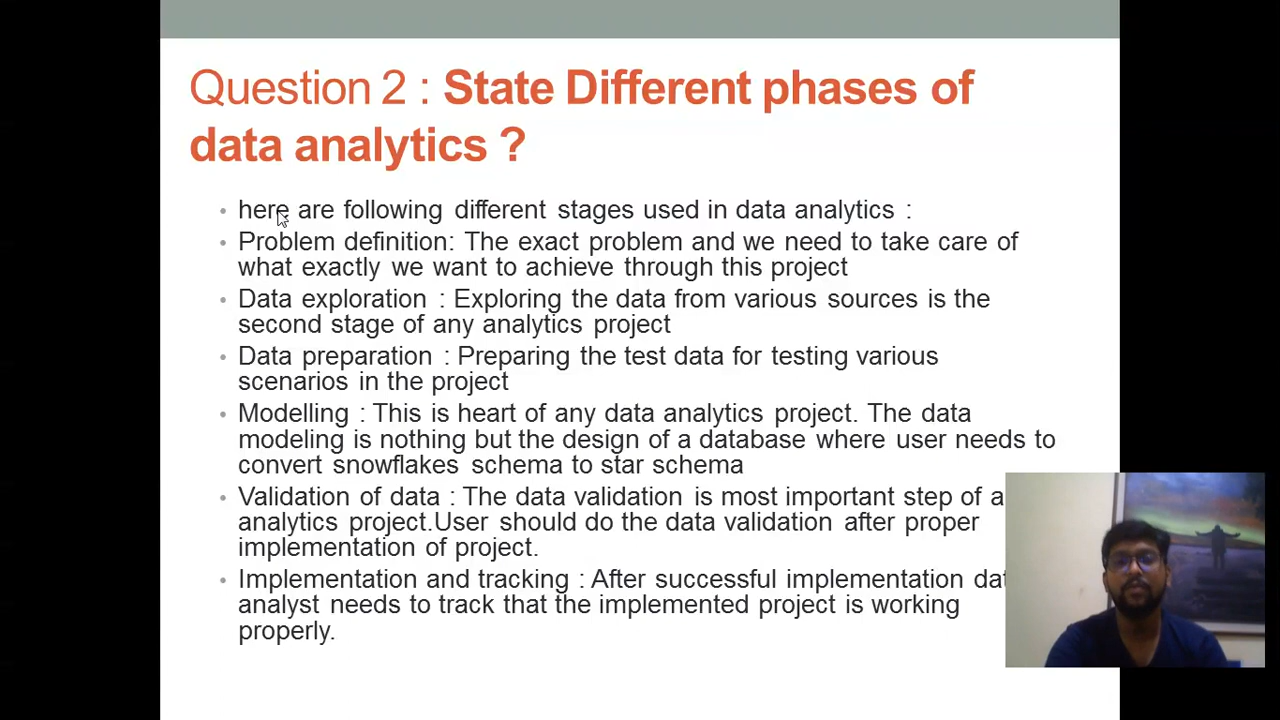 Question 2 : State Different phases of
data analytics ?
• here are following different stages used in data analytics :
• Problem definition: The exact problem and we need to take care of
what exactly we want to achieve through this project
• Data exploration : Exploring the data from various sources is the
second stage of any analytics project
• Data preparation : Preparing the test data for testing various
scenarios in the project
• Modelling : This is heart of any data analytics project. The data
modeling is nothing but the design of a database where user needs to
convert snowflakes schema to star schema
• Validation of data : The data validation is most important step of a
analytics project.User should do the data validation after proper
implementation of project.
• Implementation and tracking : After successful implementation
analyst needs to track that the implemented project is working
properly.